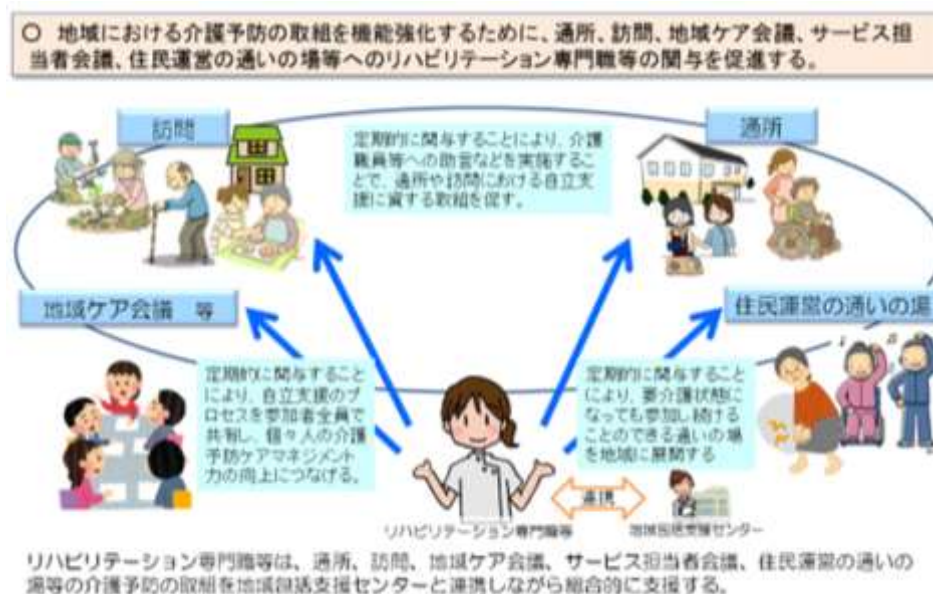 ○ 地域における介護予防の取組を機能強化するために、通所、訪問、地域ケア会議、サービス担
当者会議、住民運営の通いの場等へのリハビリテーション専門職等の関与を促進する。
訪問
通所
定期的に関与することにより、介護
職員等への助言などを実施するこ
とで、通所や訪問における自立支
援に資する取組を促す。
地域ケア会議 等
住民運営の通いの場
定期的に関与すること
により、自立支援のプ
ロセスを参加者全員で
共有し、個々人の介護
予防ケアマネジメント
力の向上につなげる。
定期的に関与すること
により、要介護状態に
なっても参加し続ける
ことのできる通いの場
を地域に展開する
連携
リハビリテーション専門職等
地域包括支援センター
リハビリテーション専門職等は、通所、訪問、地域ケア会議、サービス担当者会議、住民運営の通いの
場等の介護予防の取組を地域包括支援センターと連携しながら総合的に支援する。